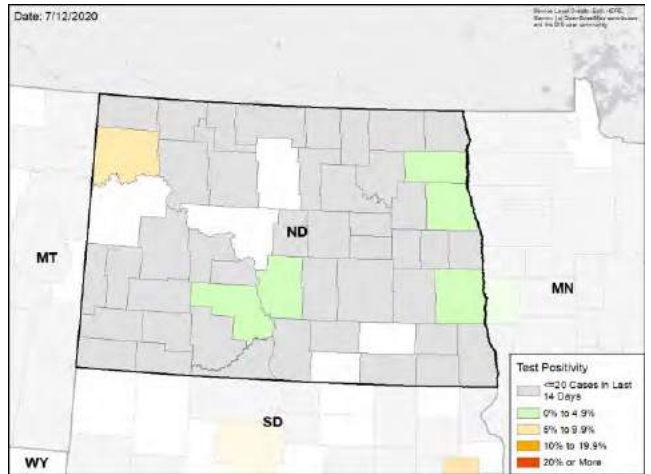 Date: 7/12/2020
MT
ND
MN
SD
WY
Test Positivity
<=20 Cases In Last
14 Days
0% to 4.9%
5% to 9.9%
10% to 19.9%
20% or More